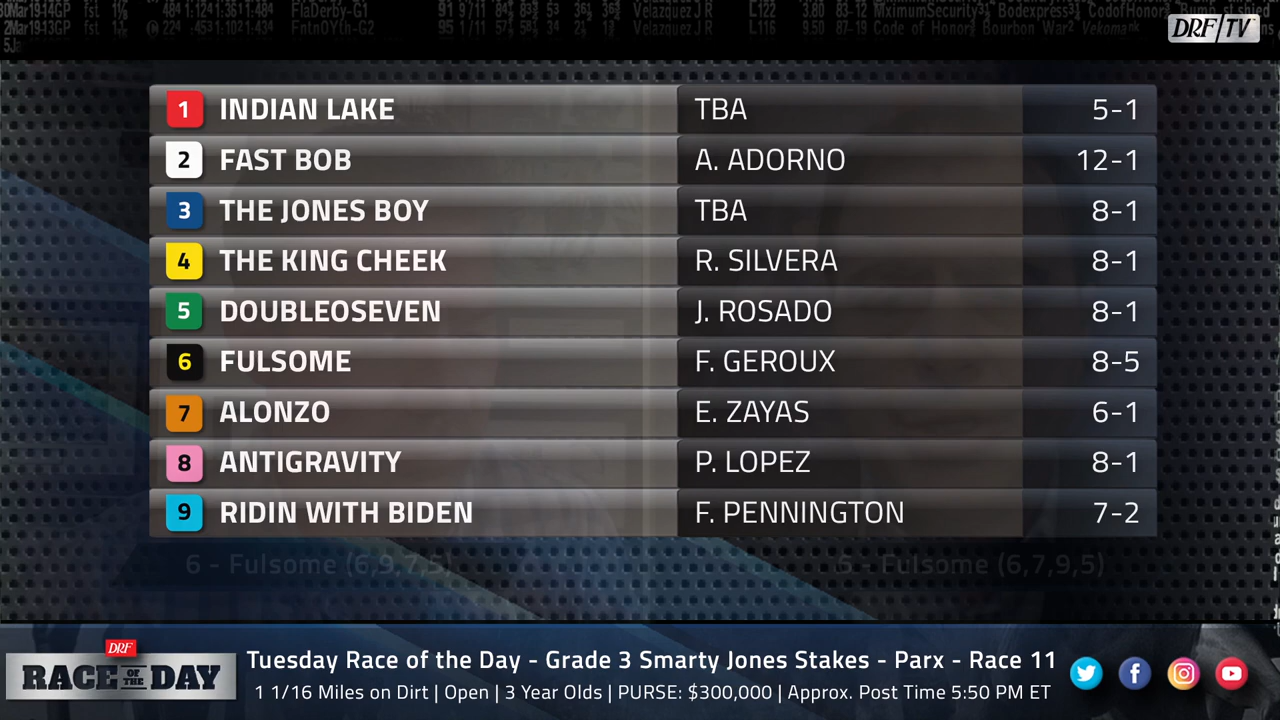 DRF/TV
1 INDIAN LAKE TBA 5-1
2 FAST BOB A. ADORNO 12-1
3 THE JONES BOY TBA 8-1
4 THE KING CHEEK R. SILVERA 8-1
5 DOUBLEOSEVEN J. ROSADO 8-1
6 FULSOME F. GEROUX 8-5
7 ALONZO E. ZAYAS 6-1
8 ANTIGRAVITY P. LOPEZ 8-1
9 RIDIN WITH BIDEN F. PENNINGTON 7-2
6 - Fulsome (6,9,7,5) 6 - Fulsome (6,7,9,5)
DRF
RACE OF THE DAY
Tuesday Race of the Day - Grade 3 Smarty Jones Stakes - Parx - Race 11
1 1/16 Miles on Dirt | Open | 3 Year Olds | PURSE: $300,000 | Approx. Post Time 5:50 PM ET